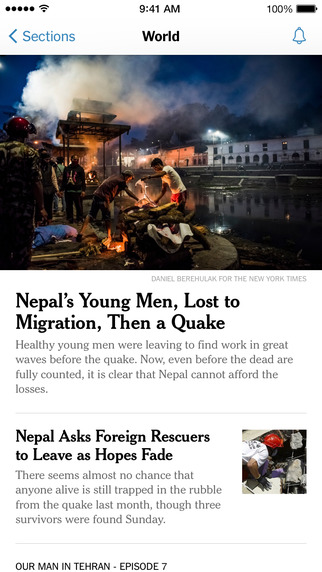 9:41 AM
100%
Sections
World
DANIEL BEREHULAK FOR THE NEW YORK TIMES
Nepal's Young Men, Lost to
Migration, Then a Quake
Healthy young men were leaving to find work in great
waves before the quake. Now, even before the dead are
fully counted, it is clear that Nepal cannot afford the
losses.
Nepal Asks Foreign Rescuers
to Leave as Hopes Fade
There seems almost no chance that
anyone alive is still trapped in the rubble
from the quake last month, though three
survivors were found Sunday.
OUR MAN IN TEHRAN - EPISODE 7